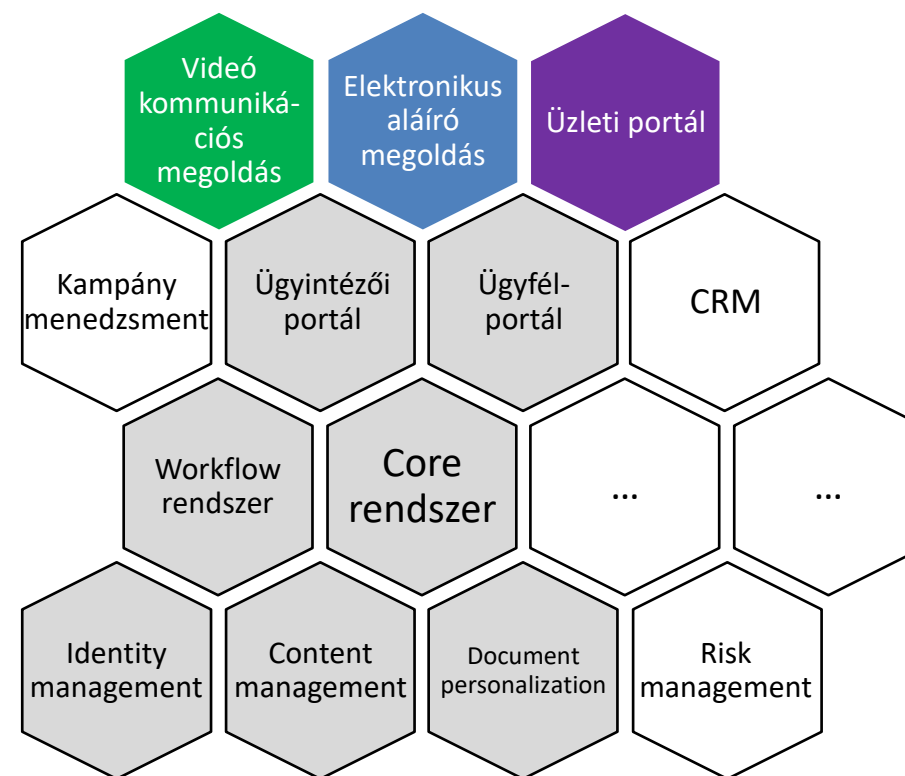 Videó
kommuniká-
ciós
megoldás
Elektronikus
aláíró
megoldás
Üzleti portál
Kampány
menedzsment
Ügyintézői
portál
Ügyfél-
portál
CRM
Workflow
rendszer
Core
rendszer
...
...
Identity
management
Content
management
Document
personalization
Risk
management